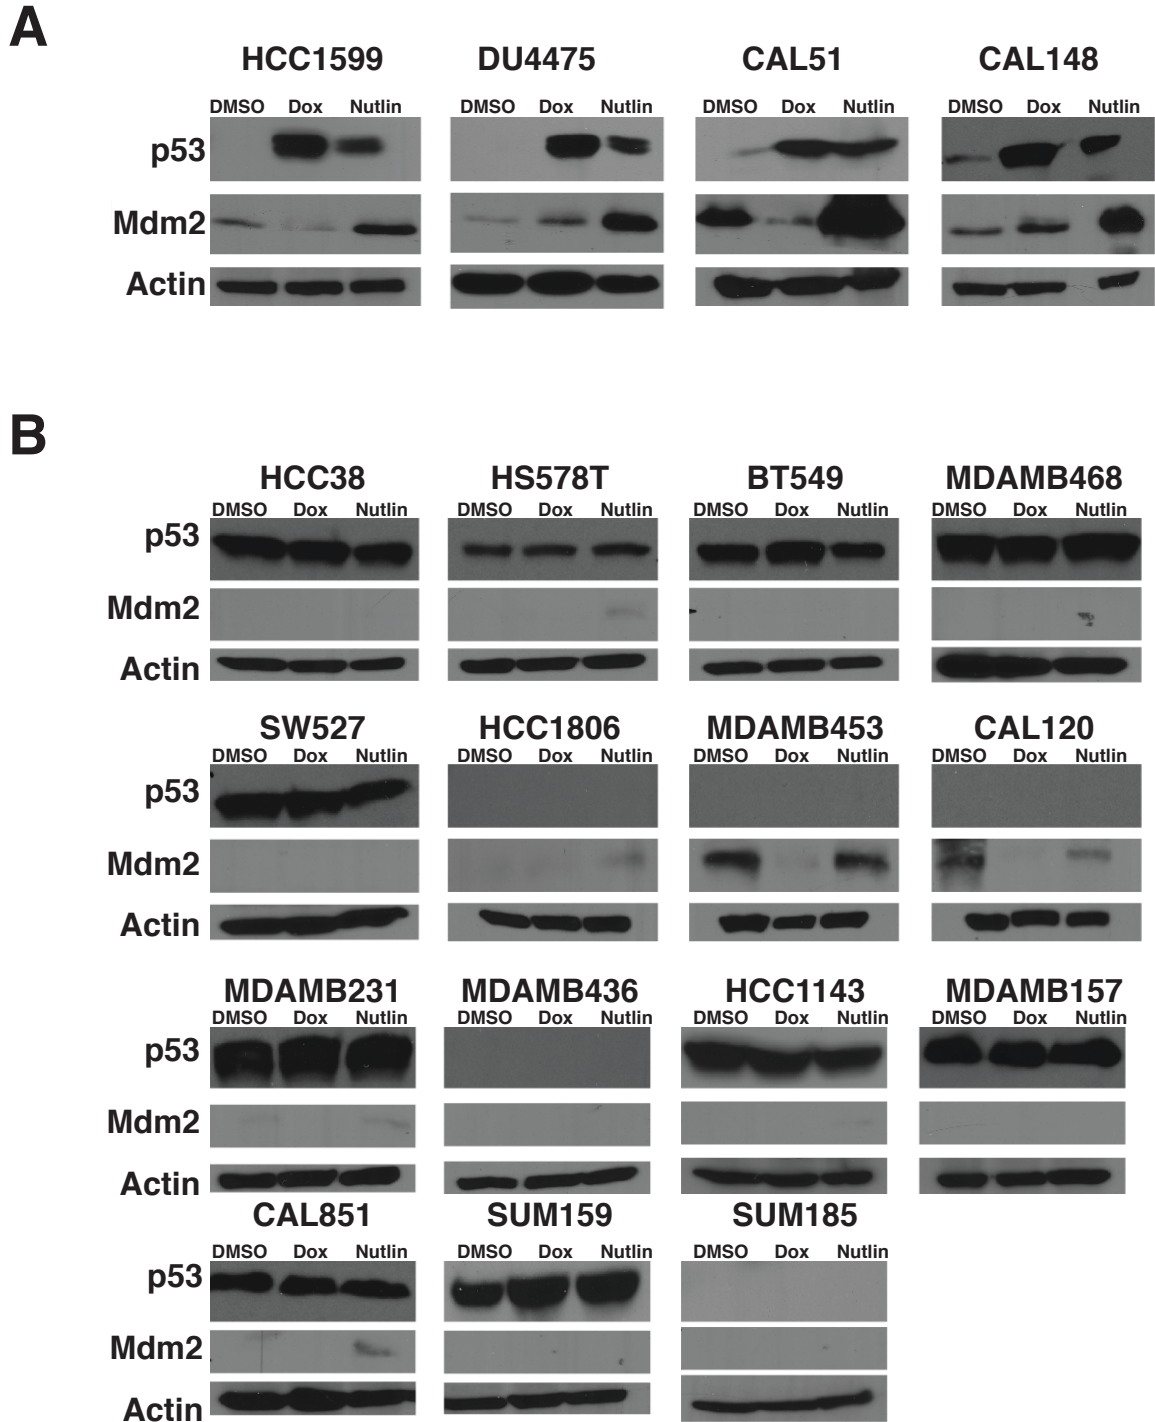 A
HCC1599 DU4475 CAL51 CAL148
DMSO Dox Nutlin DMSO Dox Nutlin DMSO Dox Nutlin DMSO Dox Nutlin
p53
Mdm2
Actin
B
HCC38 HS578T BT549 MDAMB468
DMSO Dox Nutlin DMSO Dox Nutlin DMSO Dox Nutlin DMSO Dox Nutlin
p53
Mdm2
Actin
SW527 HCC1806 MDAMB453 CAL120
DMSO Dox Nutlin DMSO Dox Nutlin DMSO Dox Nutlin DMSO Dox Nutlin
p53
Mdm2
Actin
MDAMB231 MDAMB436 HCC1143 MDAMB157
DMSO Dox Nutlin DMSO Dox Nutlin DMSO Dox Nutlin DMSO Dox Nutlin
p53
Mdm2
Actin
CAL851 SUM159 SUM185
DMSO Dox Nutlin DMSO Dox Nutlin DMSO Dox Nutlin
p53
Mdm2
Actin